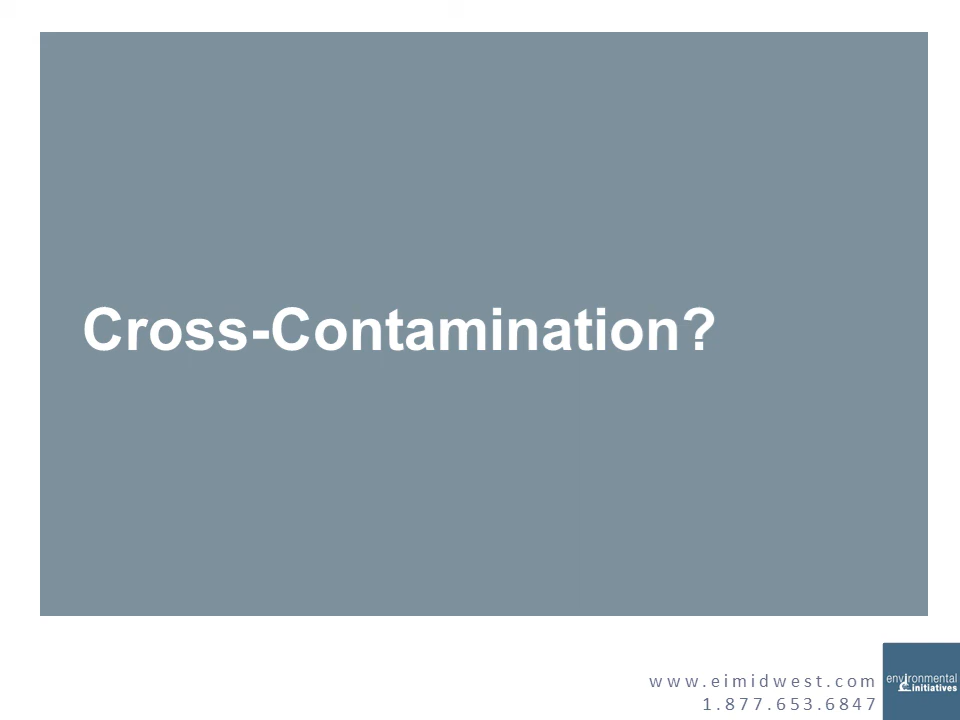 Cross-Contamination?
www.eimidwest.com
1.877.653.6847
environmental
initiatives